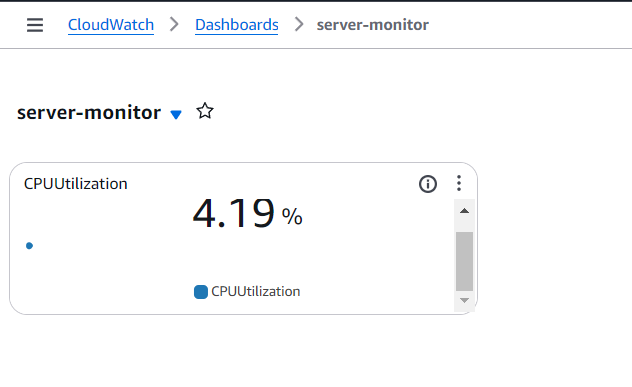 CloudWatch > Dashboards > server-monitor
server-monitor
CPUUtilization
4.19 %
CPUUtilization